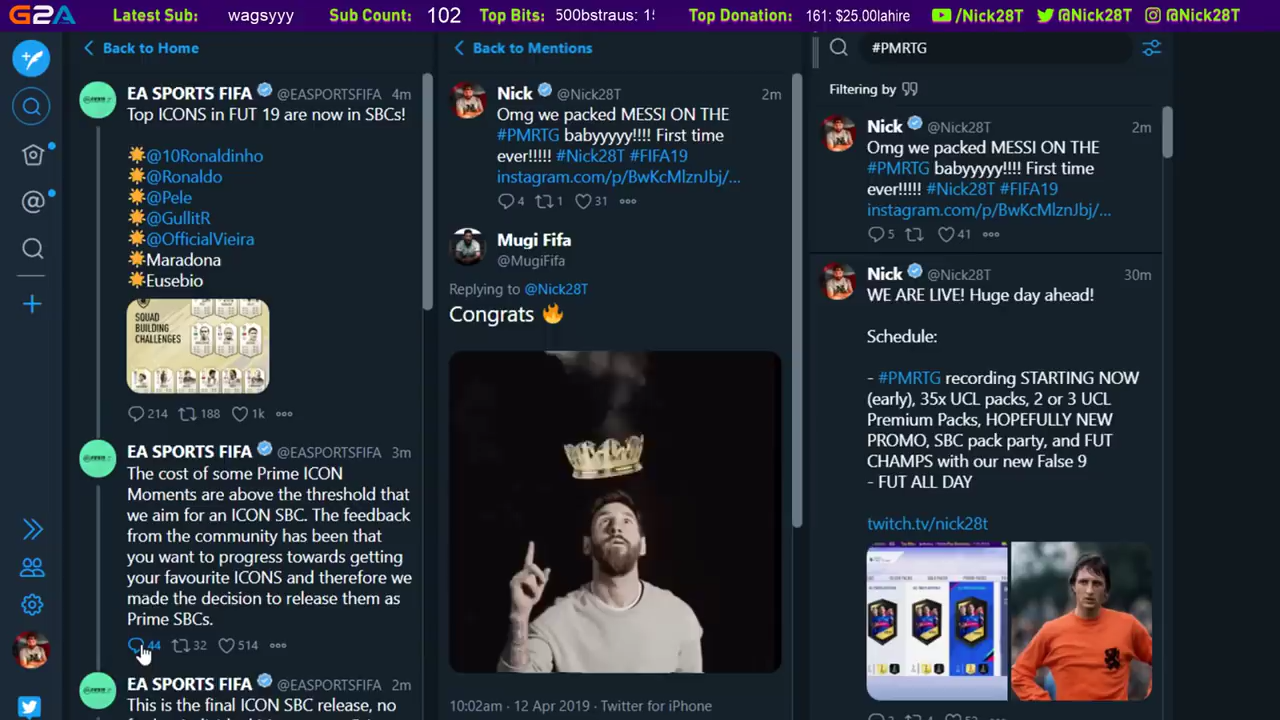 G2A Latest Sub: wagsyyy Sub Count: 102 Top Bits: 500bstraus: Top Donation: 161: $25.00lahire /Nick28T @Nick28T @Nick28T
Back to Home
EA SPORTS FIFA @EASPORTSFIFA 4m
Top ICONS in FUT 19 are now in SBCs!
@10Ronaldinho
@Ronaldo
@Pele
@GullitR
@OfficialVieira
Maradona
Eusebio
SQUAD
BUILDING
CHALLENGES
214 188 1k
EA SPORTS FIFA @EASPORTSFIFA 3m
The cost of some Prime ICON
Moments are above the threshold that
we aim for an ICON SBC. The feedback
from the community has been that
you want to progress towards getting
your favourite ICONS and therefore we
made the decision to release them as
Prime SBCs.
44 32 514
EA SPORTS FIFA @EASPORTSFIFA 2m
This is the final ICON SBC release, no
Back to Mentions
Nick @Nick28T 2m
Omg we packed MESSI ON THE
#PMRTG babyyyyy!!!! First time
ever!!!!! #Nick28T #FIFA19
instagram.com/p/BwKcMlznJbj/...
4 1 31
Mugi Fifa
@MugiFifa
Replying to @Nick28T
Congrats
10:02am · 12 Apr 2019 · Twitter for iPhone
#PMRTG
Filtering by
Nick @Nick28T 2m
Omg we packed MESSI ON THE
#PMRTG babyyyyy!!!! First time
ever!!!!! #Nick28T #FIFA19
instagram.com/p/BwKcMlznJbj/...
5 41
Nick @Nick28T 30m
WE ARE LIVE! Huge day ahead!
Schedule:
- #PMRTG recording STARTING NOW
(early), 35x UCL packs, 2 or 3 UCL
Premium Packs, HOPEFULLY NEW
PROMO, SBC pack party, and FUT
CHAMPS with our new False 9
- FUT ALL DAY
twitch.tv/nick28t